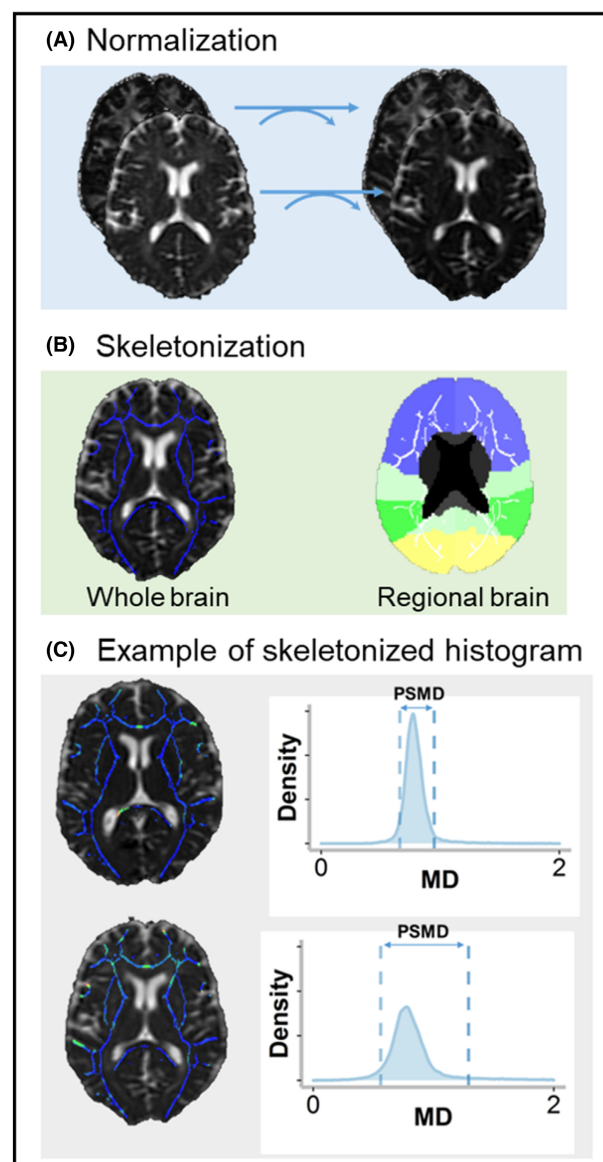 (A) Normalization
(B) Skeletonization
Whole brain
Regional brain
(C) Example of skeletonized histogram
PSMD
Density
0
2
MD
PSMD
Density
0
2
MD